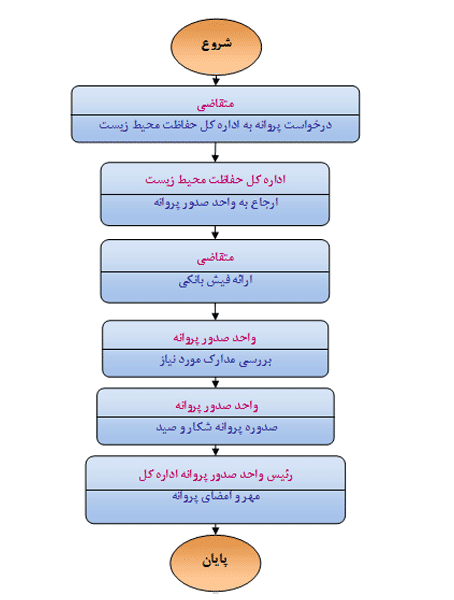 شروع
متقاضی
درخواست پروانه به اداره کل حفاظت محیط زیست
اداره کل حفاظت محیط زیست
ارجاع به واحد صدور پروانه
متقاضی
ارائه فیش بانکی
واحد صدور پروانه
بررسی مدارک مورد نیاز
واحد صدور پروانه
صدوره پروانه شکار و صید
رئیس واحد صدور پروانه اداره کل
مهر و امضای پروانه
پایان